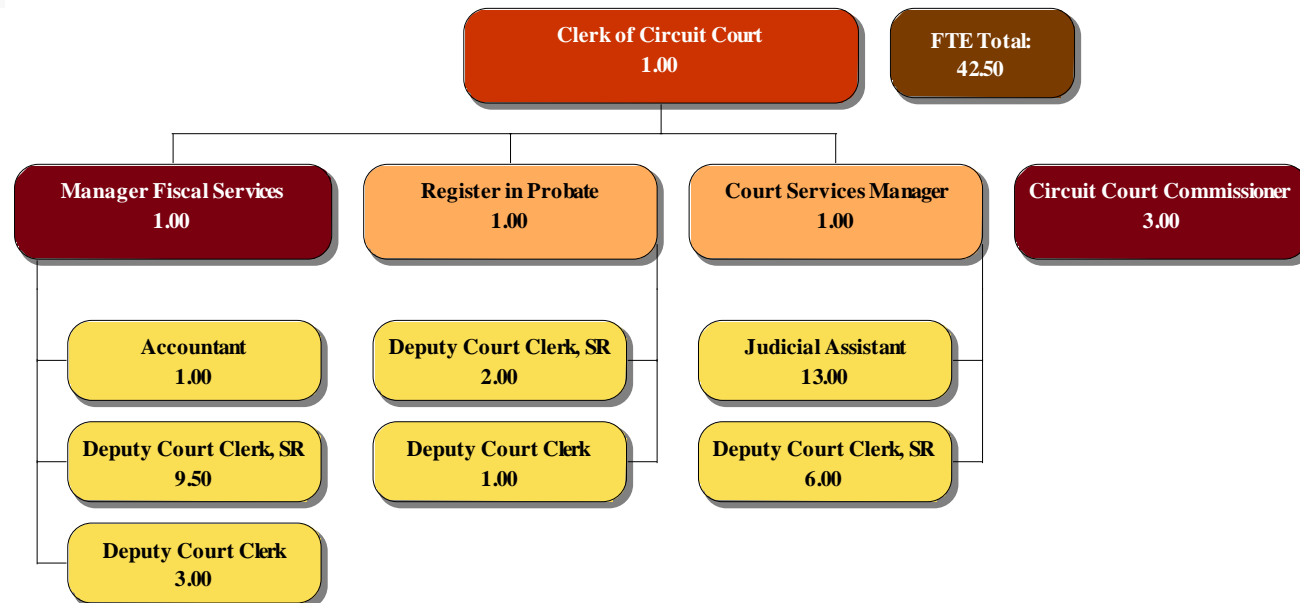 Clerk of Circuit Court
1.00
FTE Total:
42.50
Manager Fiscal Services
1.00
Register in Probate
1.00
Court Services Manager
1.00
Circuit Court Commissioner
3.00
Accountant
1.00
Deputy Court Clerk, SR
2.00
Judicial Assistant
13.00
Deputy Court Clerk, SR
9.50
Deputy Court Clerk
1.00
Deputy Court Clerk, SR
6.00
Deputy Court Clerk
3.00